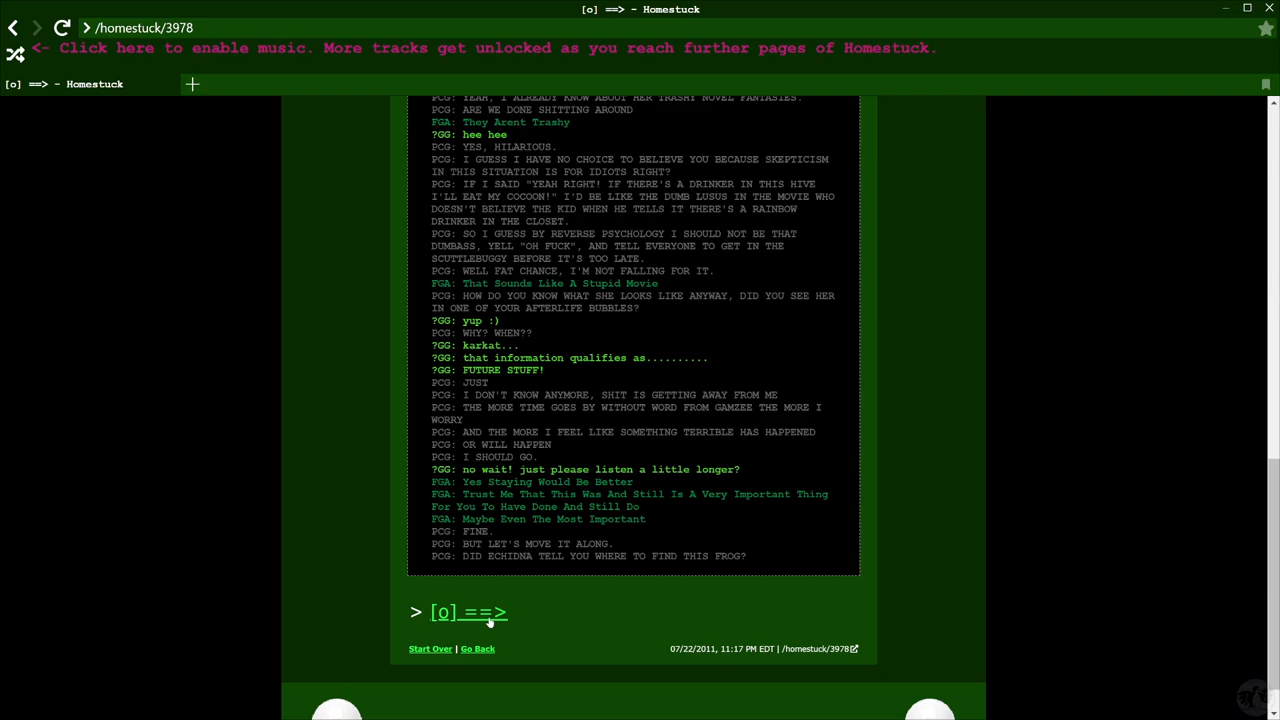 [o] ==> - Homestuck
/homestuck/3978
<- Click here to enable music. More tracks get unlocked as you reach further pages of Homestuck.
[o] ==> - Homestuck
PCG: YEAH, I ALREADY KNOW ABOUT HER TRASHY NOVEL FANTASIES.
PCG: ARE WE DONE SHITTING AROUND
FGA: They Arent Trashy
?GG: hee hee
PCG: YES, HILARIOUS.
PCG: I GUESS I HAVE NO CHOICE TO BELIEVE YOU BECAUSE SKEPTICISM
IN THIS SITUATION IS FOR IDIOTS RIGHT?
PCG: IF I SAID "YEAH RIGHT! IF THERE'S A DRINKER IN THIS HIVE
I'LL EAT MY COCOON!" I'D BE LIKE THE DUMB LUSUS IN THE MOVIE WHO
DOESN'T BELIEVE THE KID WHEN HE TELLS IT THERE'S A RAINBOW
DRINKER IN THE CLOSET.
PCG: SO I GUESS BY REVERSE PSYCHOLOGY I SHOULD NOT BE THAT
DUMBASS, YELL "OH FUCK", AND TELL EVERYONE TO GET IN THE
SCUTTLEBUGGY BEFORE IT'S TOO LATE.
PCG: WELL FAT CHANCE, I'M NOT FALLING FOR IT.
FGA: That Sounds Like A Stupid Movie
PCG: HOW DO YOU KNOW WHAT SHE LOOKS LIKE ANYWAY, DID YOU SEE HER
IN ONE OF YOUR AFTERLIFE BUBBLES?
?GG: yup :)
PCG: WHY? WHEN??
?GG: karkat...
?GG: that information qualifies as..........
?GG: FUTURE STUFF!
PCG: JUST
PCG: I DON'T KNOW ANYMORE, SHIT IS GETTING AWAY FROM ME
PCG: THE MORE TIME GOES BY WITHOUT WORD FROM GAMZEE THE MORE I
WORRY
PCG: AND THE MORE I FEEL LIKE SOMETHING TERRIBLE HAS HAPPENED
PCG: OR WILL HAPPEN
PCG: I SHOULD GO.
?GG: no wait! just please listen a little longer?
FGA: Yes Staying Would Be Better
FGA: Trust Me That This Was And Still Is A Very Important Thing
For You To Have Done And Still Do
FGA: Maybe Even The Most Important
PCG: FINE.
PCG: BUT LET'S MOVE IT ALONG.
PCG: DID ECHIDNA TELL YOU WHERE TO FIND THIS FROG?
> [o] ==>
Start Over | Go Back
07/22/2011, 11:17 PM EDT | /homestuck/3978